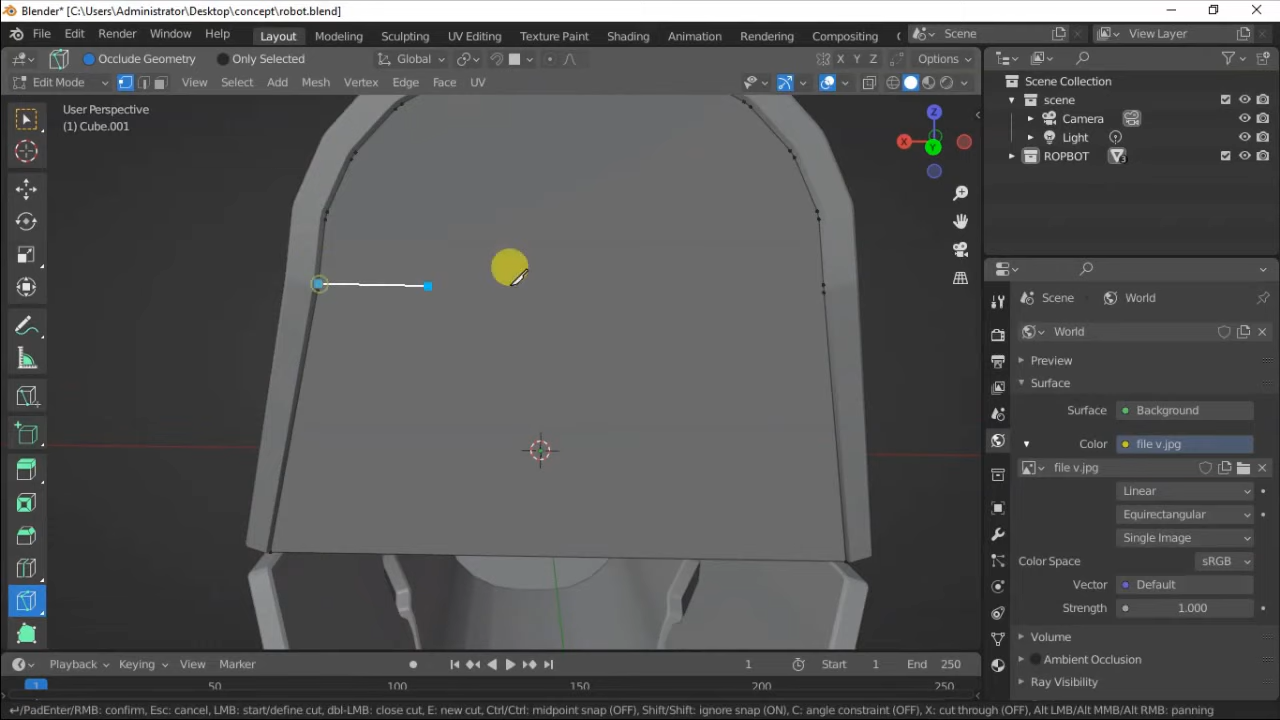 Blender* [C:\Users\Administrator\Desktop\concept\robot.blend]
File Edit Render Window Help Layout Modeling Sculpting UV Editing Texture Paint Shading Animation Rendering Compositing Scene View Layer
Occlude Geometry Only Selected Global X Y Z Options
Edit Mode View Select Add Mesh Vertex Edge Face UV
User Perspective
(1) Cube.001
Z
X
Y
Scene Collection
scene
Camera
Light
ROPBOT
Scene World
World
Preview
Surface
Surface Background
Color file v.jpg
file v.jpg
Linear
Equirectangular
Single Image
Color Space sRGB
Vector Default
Strength 1.000
Volume
Ambient Occlusion
Ray Visibility
Playback Keying View Marker 1 Start 1 End 250
1 50 100 150 200 250
/PadEnter/RMB: confirm, Esc: cancel, LMB: start/define cut, dbl-LMB: close cut, E: new cut, Ctrl/Ctrl: midpoint snap (OFF), Shift/Shift: ignore snap (OFF), C: angle constraint (OFF), X: cut through (OFF), Alt LMB/Alt MMB/Alt RMB: panning